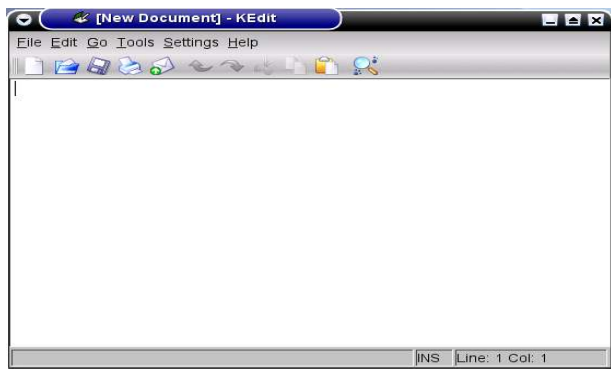 [New Document] - KEdit
File Edit Go Tools Settings Help
INS Line: 1 Col: 1